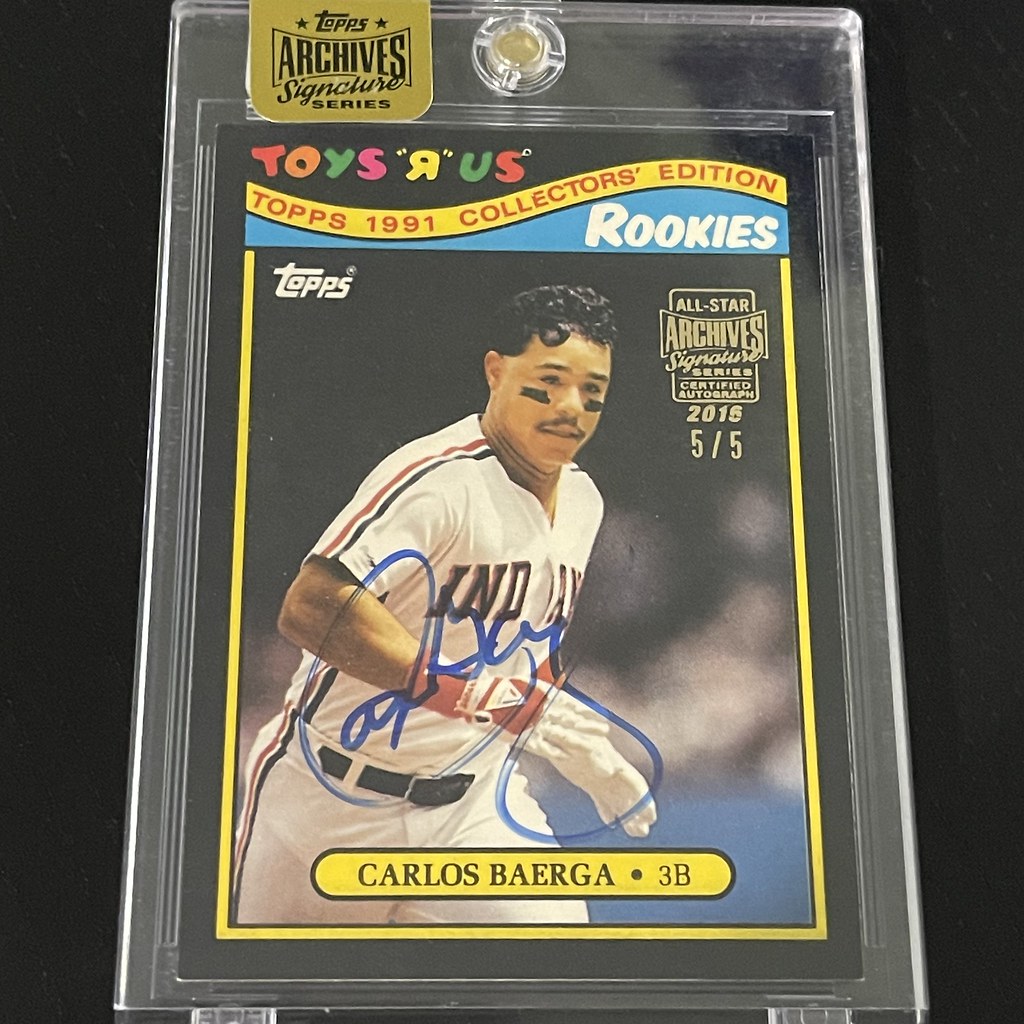 Topps
ARCHIVES
Signature
SERIES
TOYS "R" US
TOPPS 1991 COLLECTORS' EDITION
ROOKIES
Topps
ALL-STAR
ARCHIVES
Signature
SERIES
CERTIFIED
AUTOGRAPH
2016
5/5
CARLOS BAERGA • 3B